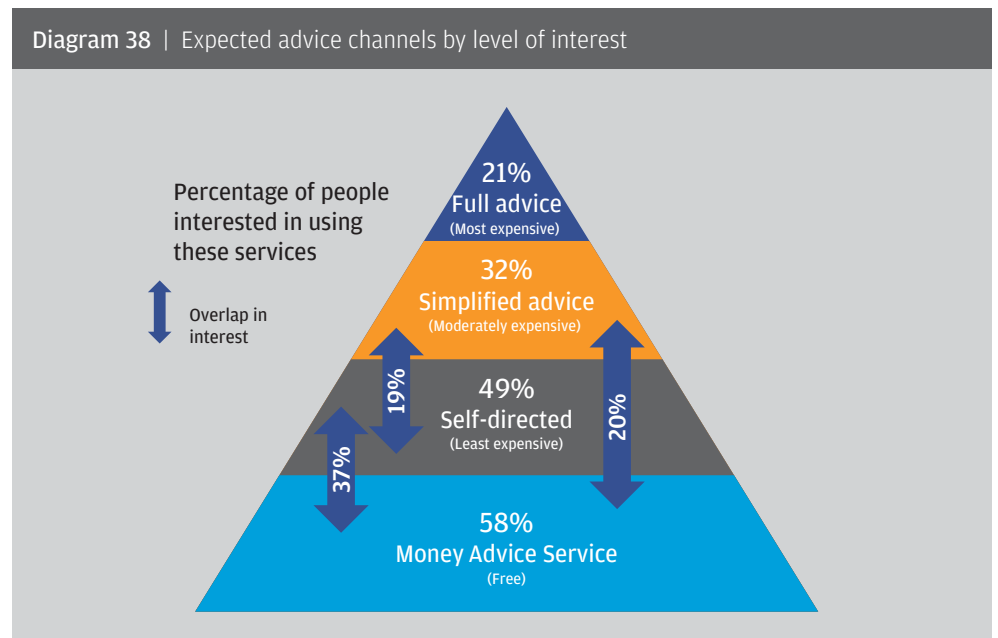 Diagram 38 | Expected advice channels by level of interest
Percentage of people
interested in using
these services
Overlap in
interest
21%
Full advice
(Most expensive)
32%
Simplified advice
(Moderately expensive)
19%
20%
49%
Self-directed
(Least expensive)
37%
58%
Money Advice Service
(Free)